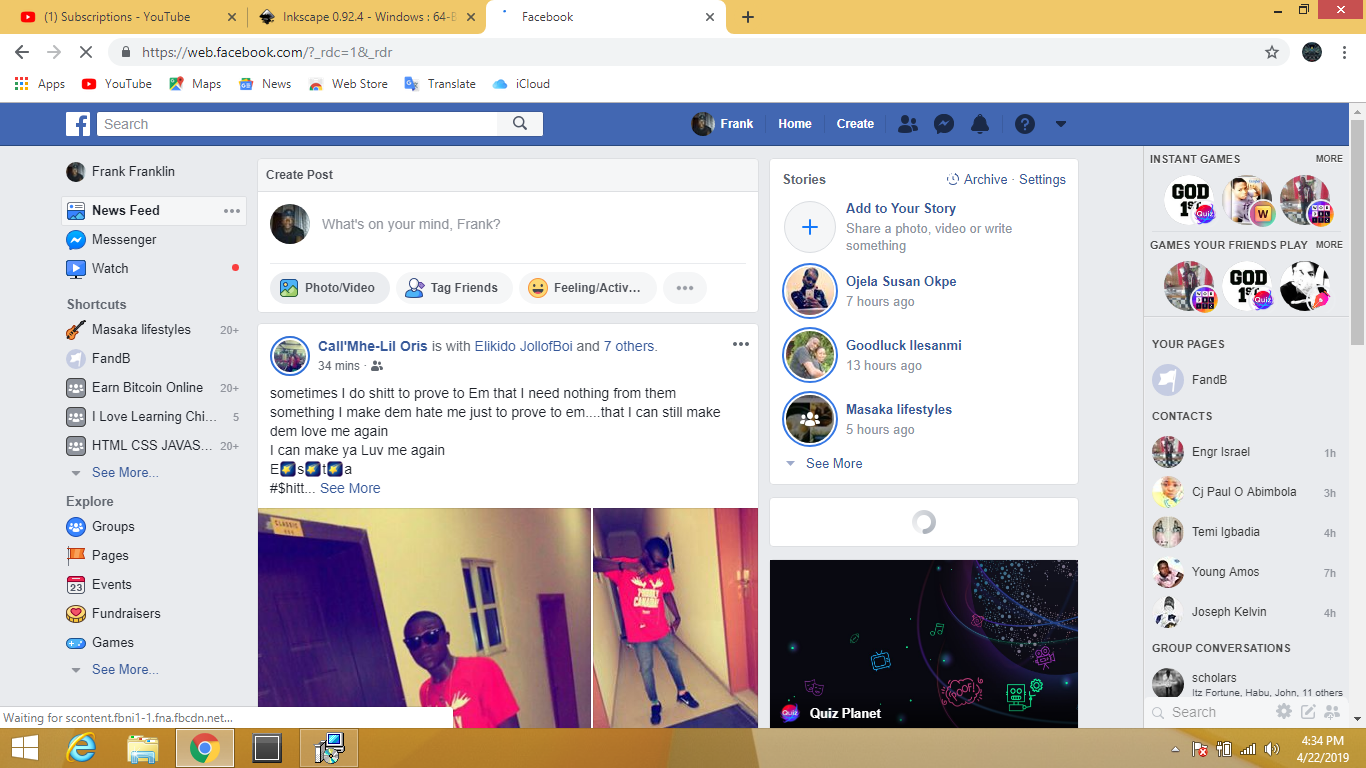 (1) Subscriptions - YouTube
Inkscape 0.92.4 - Windows : 64-B
Facebook
https://web.facebook.com/?_rdc=1&_rdr
Apps
YouTube
Maps
News
Web Store
Translate
iCloud
Search
Frank
Home
Create
Frank Franklin
News Feed
Messenger
Watch
Shortcuts
Masaka lifestyles 20+
FandB
Earn Bitcoin Online 20+
I Love Learning Chi... 5
HTML CSS JAVAS... 20+
See More...
Explore
Groups
Pages
23
Events
Fundraisers
Games
See More...
Create Post
What's on your mind, Frank?
Photo/Video
Tag Friends
Feeling/Activ...
Call'Mhe-Lil Oris is with Elikido JollofBoi and 7 others.
34 mins ·
sometimes I do shitt to prove to Em that I need nothing from them
something I make dem hate me just to prove to em....that I can still make
dem love me again
I can make ya Luv me again
E🌠s🌠t🌠a
#$hitt... See More
CLASSIC
Stories
Archive · Settings
Add to Your Story
Share a photo, video or write
something
Ojela Susan Okpe
7 hours ago
Goodluck Ilesanmi
13 hours ago
Masaka lifestyles
5 hours ago
See More
POOF!
Quiz
Quiz Planet
INSTANT GAMES MORE
GOD
1ST
Quiz
W
GAMES YOUR FRIENDS PLAY MORE
GOD
1ST
Quiz
YOUR PAGES
FandB
CONTACTS
Engr Israel 1h
Cj Paul O Abimbola 3h
Temi Igbadia 4h
Young Amos 7h
Joseph Kelvin 4h
GROUP CONVERSATIONS
scholars
Itz Fortune, Habu, John, 11 others
Search
Waiting for scontent.fbni1-1.fna.fbcdn.net...
4:34 PM
4/22/2019